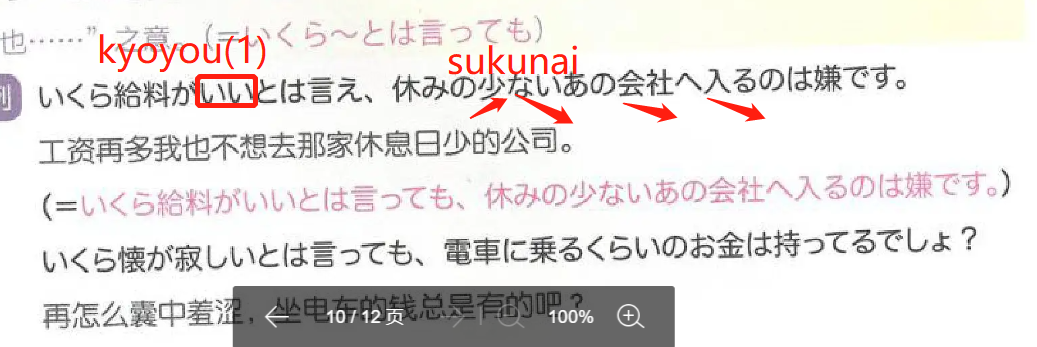 也……”之意。(=いくら～とは言っても)
kyoyou(1)
sukunai
例 いくら給料がいいとは言え、休みの少ないあの会社へ入るのは嫌です。
工资再多我也不想去那家休息日少的公司。
(=いくら給料がいいとは言っても、休みの少ないあの会社へ入るのは嫌です。)
いくら懐が寂しいとは言っても、電車に乗るくらいのお金は持ってるでしょ？
再怎么囊中羞涩，坐电车的钱总是有的吧？
10/12页
100%